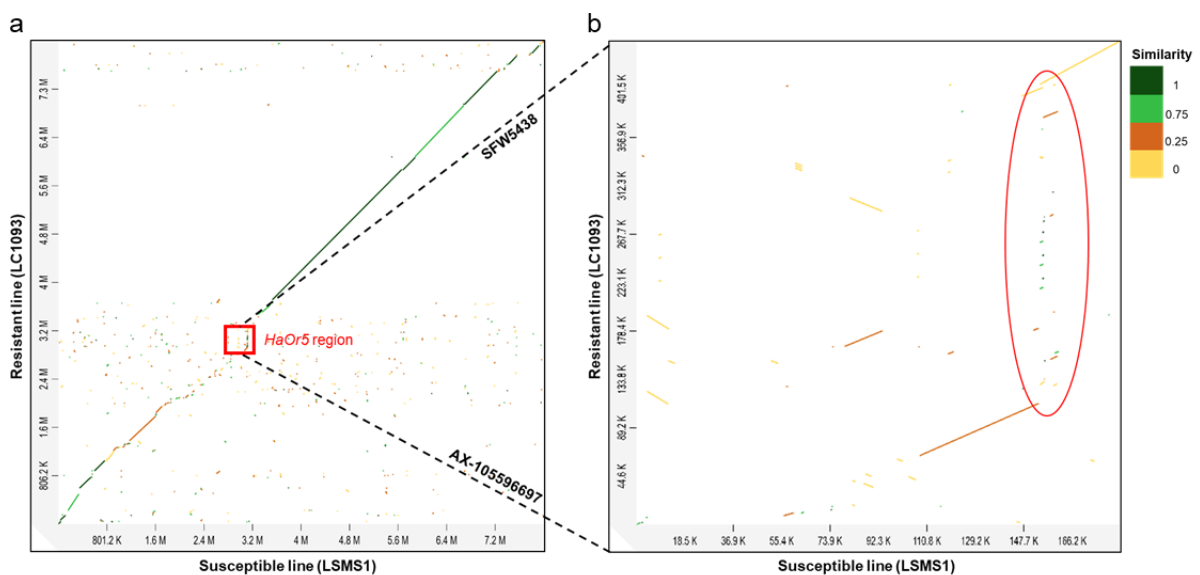 a
b
Resistant line (LC1093)
7.3 M
6.4 M
5.6 M
4.8 M
4 M
3.2 M
2.4 M
1.6 M
806.2 K
HaOr5 region
SFW5438
AX-105596697
801.2 K 1.6 M 2.4 M 3.2 M 4 M 4.8 M 5.6 M 6.4 M 7.2 M
Susceptible line (LSMS1)
Resistant line (LC1093)
401.5 K
356.9 K
312.3 K
267.7 K
223.1 K
178.4 K
133.8 K
89.2 K
44.6 K
18.5 K 36.9 K 55.4 K 73.9 K 92.3 K 110.8 K 129.2 K 147.7 K 166.2 K
Susceptible line (LSMS1)
Similarity
1
0.75
0.25
0